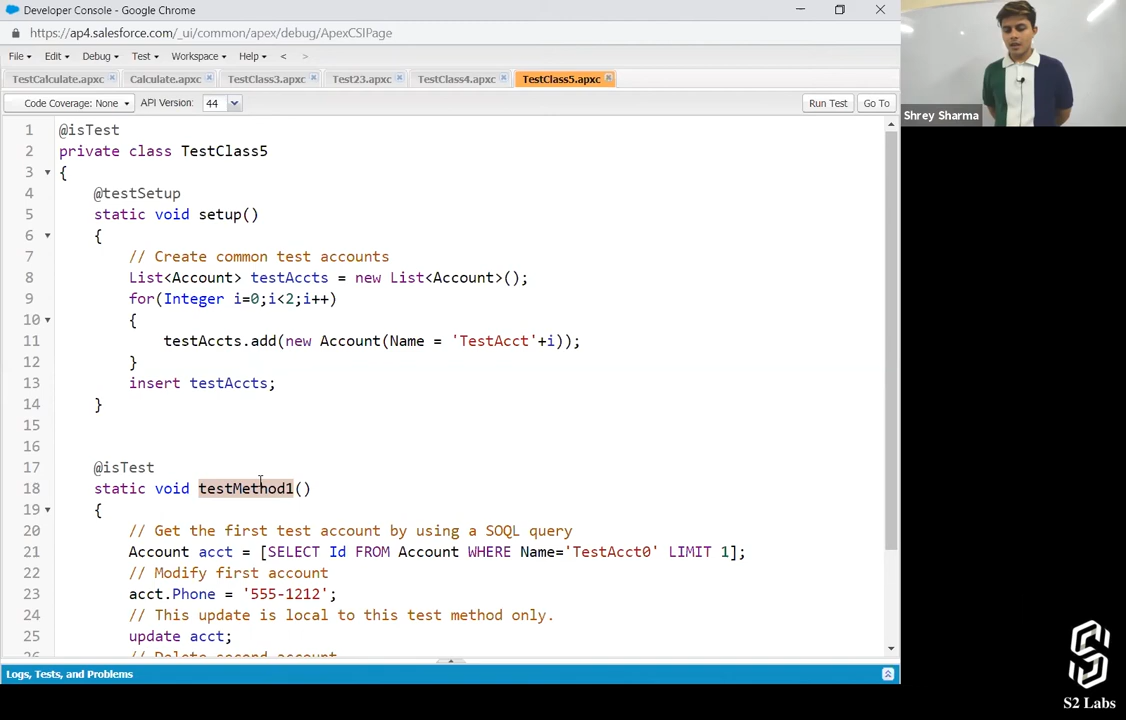 Developer Console - Google Chrome
https://ap4.salesforce.com/_ui/common/apex/debug/ApexCSIPage
File Edit Debug Test Workspace Help < >
TestCalculate.apxc Calculate.apxc TestClass3.apxc Test23.apxc TestClass4.apxc TestClass5.apxc
Code Coverage: None API Version: 44 Run Test Go To
Shrey Sharma
1 @isTest
2 private class TestClass5
3 {
4 @testSetup
5 static void setup()
6 {
7 // Create common test accounts
8 List<Account> testAccts = new List<Account>();
9 for(Integer i=0;i<2;i++)
10 {
11 testAccts.add(new Account(Name = 'TestAcct'+i));
12 }
13 insert testAccts;
14 }
15
16
17 @isTest
18 static void testMethod1()
19 {
20 // Get the first test account by using a SOQL query
21 Account acct = [SELECT Id FROM Account WHERE Name='TestAcct0' LIMIT 1];
22 // Modify first account
23 acct.Phone = '555-1212';
24 // This update is local to this test method only.
25 update acct;
26 // Delete second account
Logs, Tests, and Problems
S2 Labs